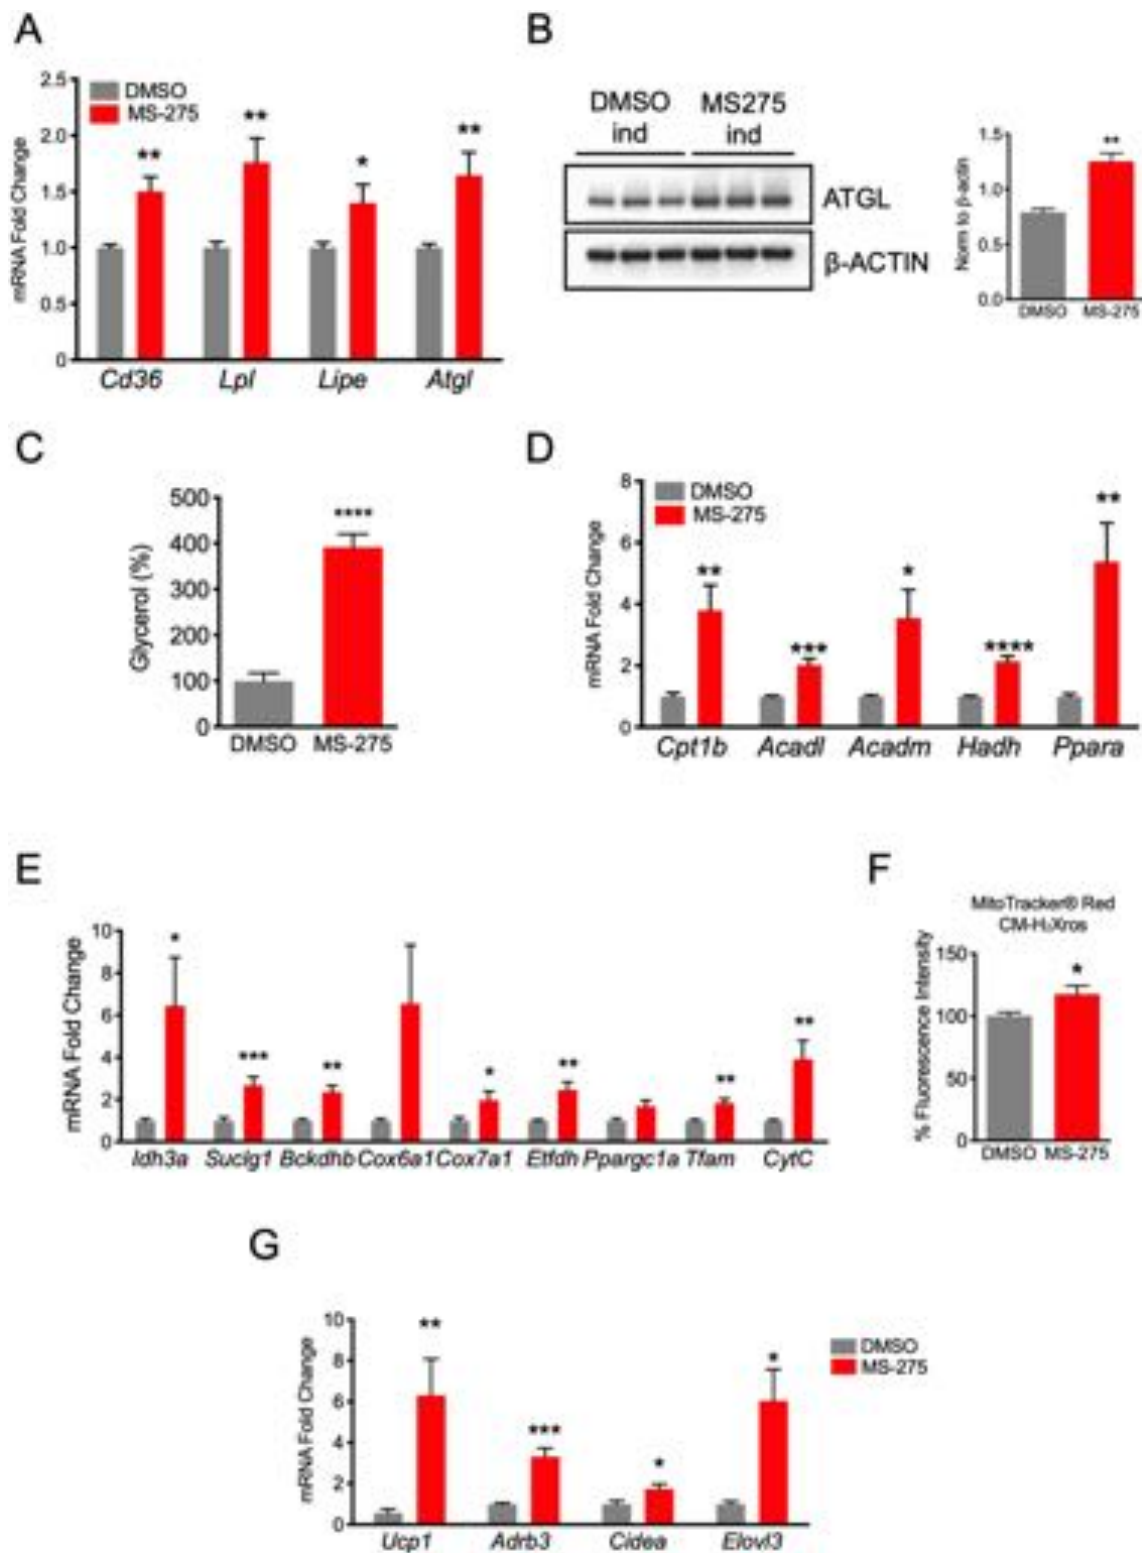 A
2.5
2.0
1.5
1.0
0.5
0
mRNA Fold Change
DMSO
MS-275
**
**
*
**
Cd36 Lpl Lipe Atgl
B
DMSO MS275
ind ind
ATGL
β-ACTIN
1.5
1.0
0.5
0.0
Norm to β-actin
**
DMSO MS-275
C
500
400
300
200
100
0
Glycerol (%)
****
DMSO MS-275
D
8
6
4
2
0
mRNA Fold Change
DMSO
MS-275
**
***
*
****
**
Cpt1b Acadl Acadm Hadh Ppara
E
10
8
6
4
2
0
mRNA Fold Change
*
***
**
*
**
**
**
Idh3a Suclg1 Bckdhb Cox6a1 Cox7a1 Etfdh Ppargc1a Tfam CytC
F
MitoTracker® Red
CM-H₂Xros
150
100
50
0
% Fluorescence Intensity
*
DMSO MS-275
G
10
8
6
4
2
0
mRNA Fold Change
**
***
*
*
Ucp1 Adrb3 Cidea Elovl3
DMSO
MS-275